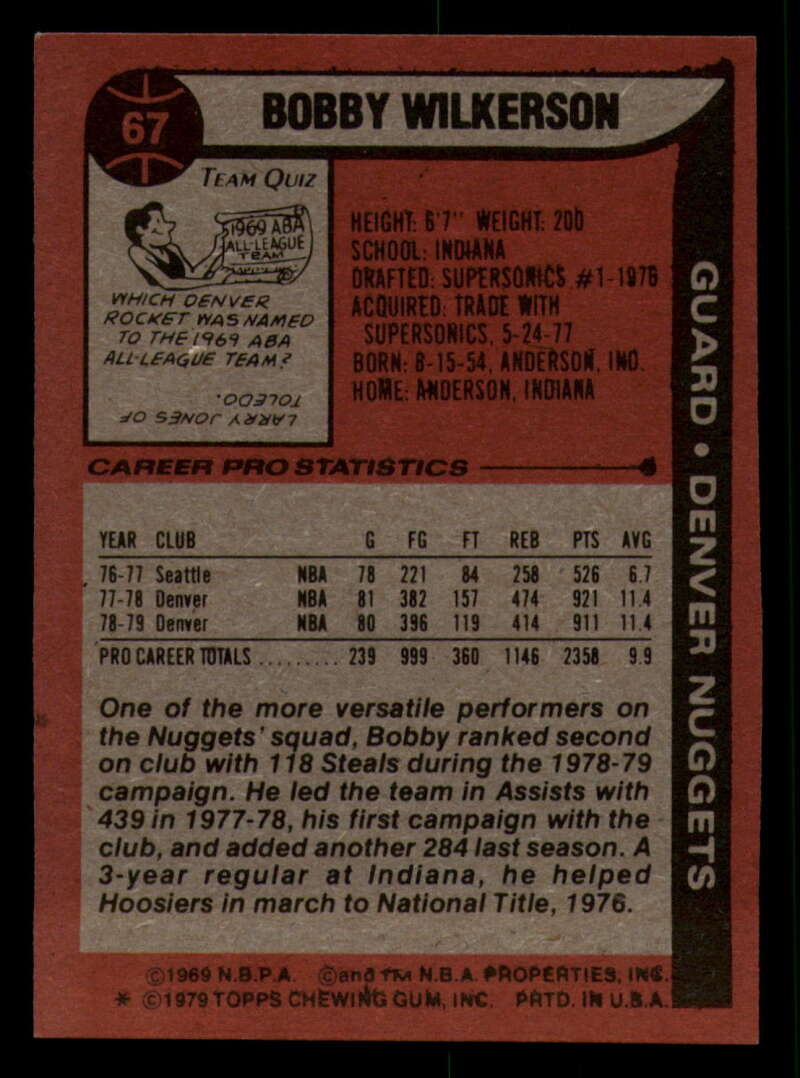 67
BOBBY WILKERSON
TEAM QUIZ
1969 ABA
ALL-LEAGUE
TEAM
WHICH DENVER
ROCKET WAS NAMED
TO THE 1969 ABA
ALL-LEAGUE TEAM?
LARRY JONES OF
TOLEDO.
HEIGHT: 6'7" WEIGHT: 200
SCHOOL: INDIANA
DRAFTED: SUPERSONICS #1-1976
ACQUIRED: TRADE WITH
SUPERSONICS, 5-24-77
BORN: 8-15-54, ANDERSON, IND.
HOME: ANDERSON, INDIANA
GUARD • DENVER NUGGETS
CAREER PRO STATISTICS
YEAR CLUB G FG FT REB PTS AVG
76-77 Seattle NBA 78 221 84 258 526 6.7
77-78 Denver NBA 81 382 157 474 921 11.4
78-79 Denver NBA 80 396 119 414 911 11.4
PRO CAREER TOTALS .......... 239 999 360 1146 2358 9.9
One of the more versatile performers on
the Nuggets' squad, Bobby ranked second
on club with 118 Steals during the 1978-79
campaign. He led the team in Assists with
439 in 1977-78, his first campaign with the
club, and added another 284 last season. A
3-year regular at Indiana, he helped
Hoosiers in march to National Title, 1976.
©1969 N.B.P.A. ©and TM N.B.A. PROPERTIES, INC.
* ©1979 TOPPS CHEWING GUM, INC. PRTD. IN U.S.A.